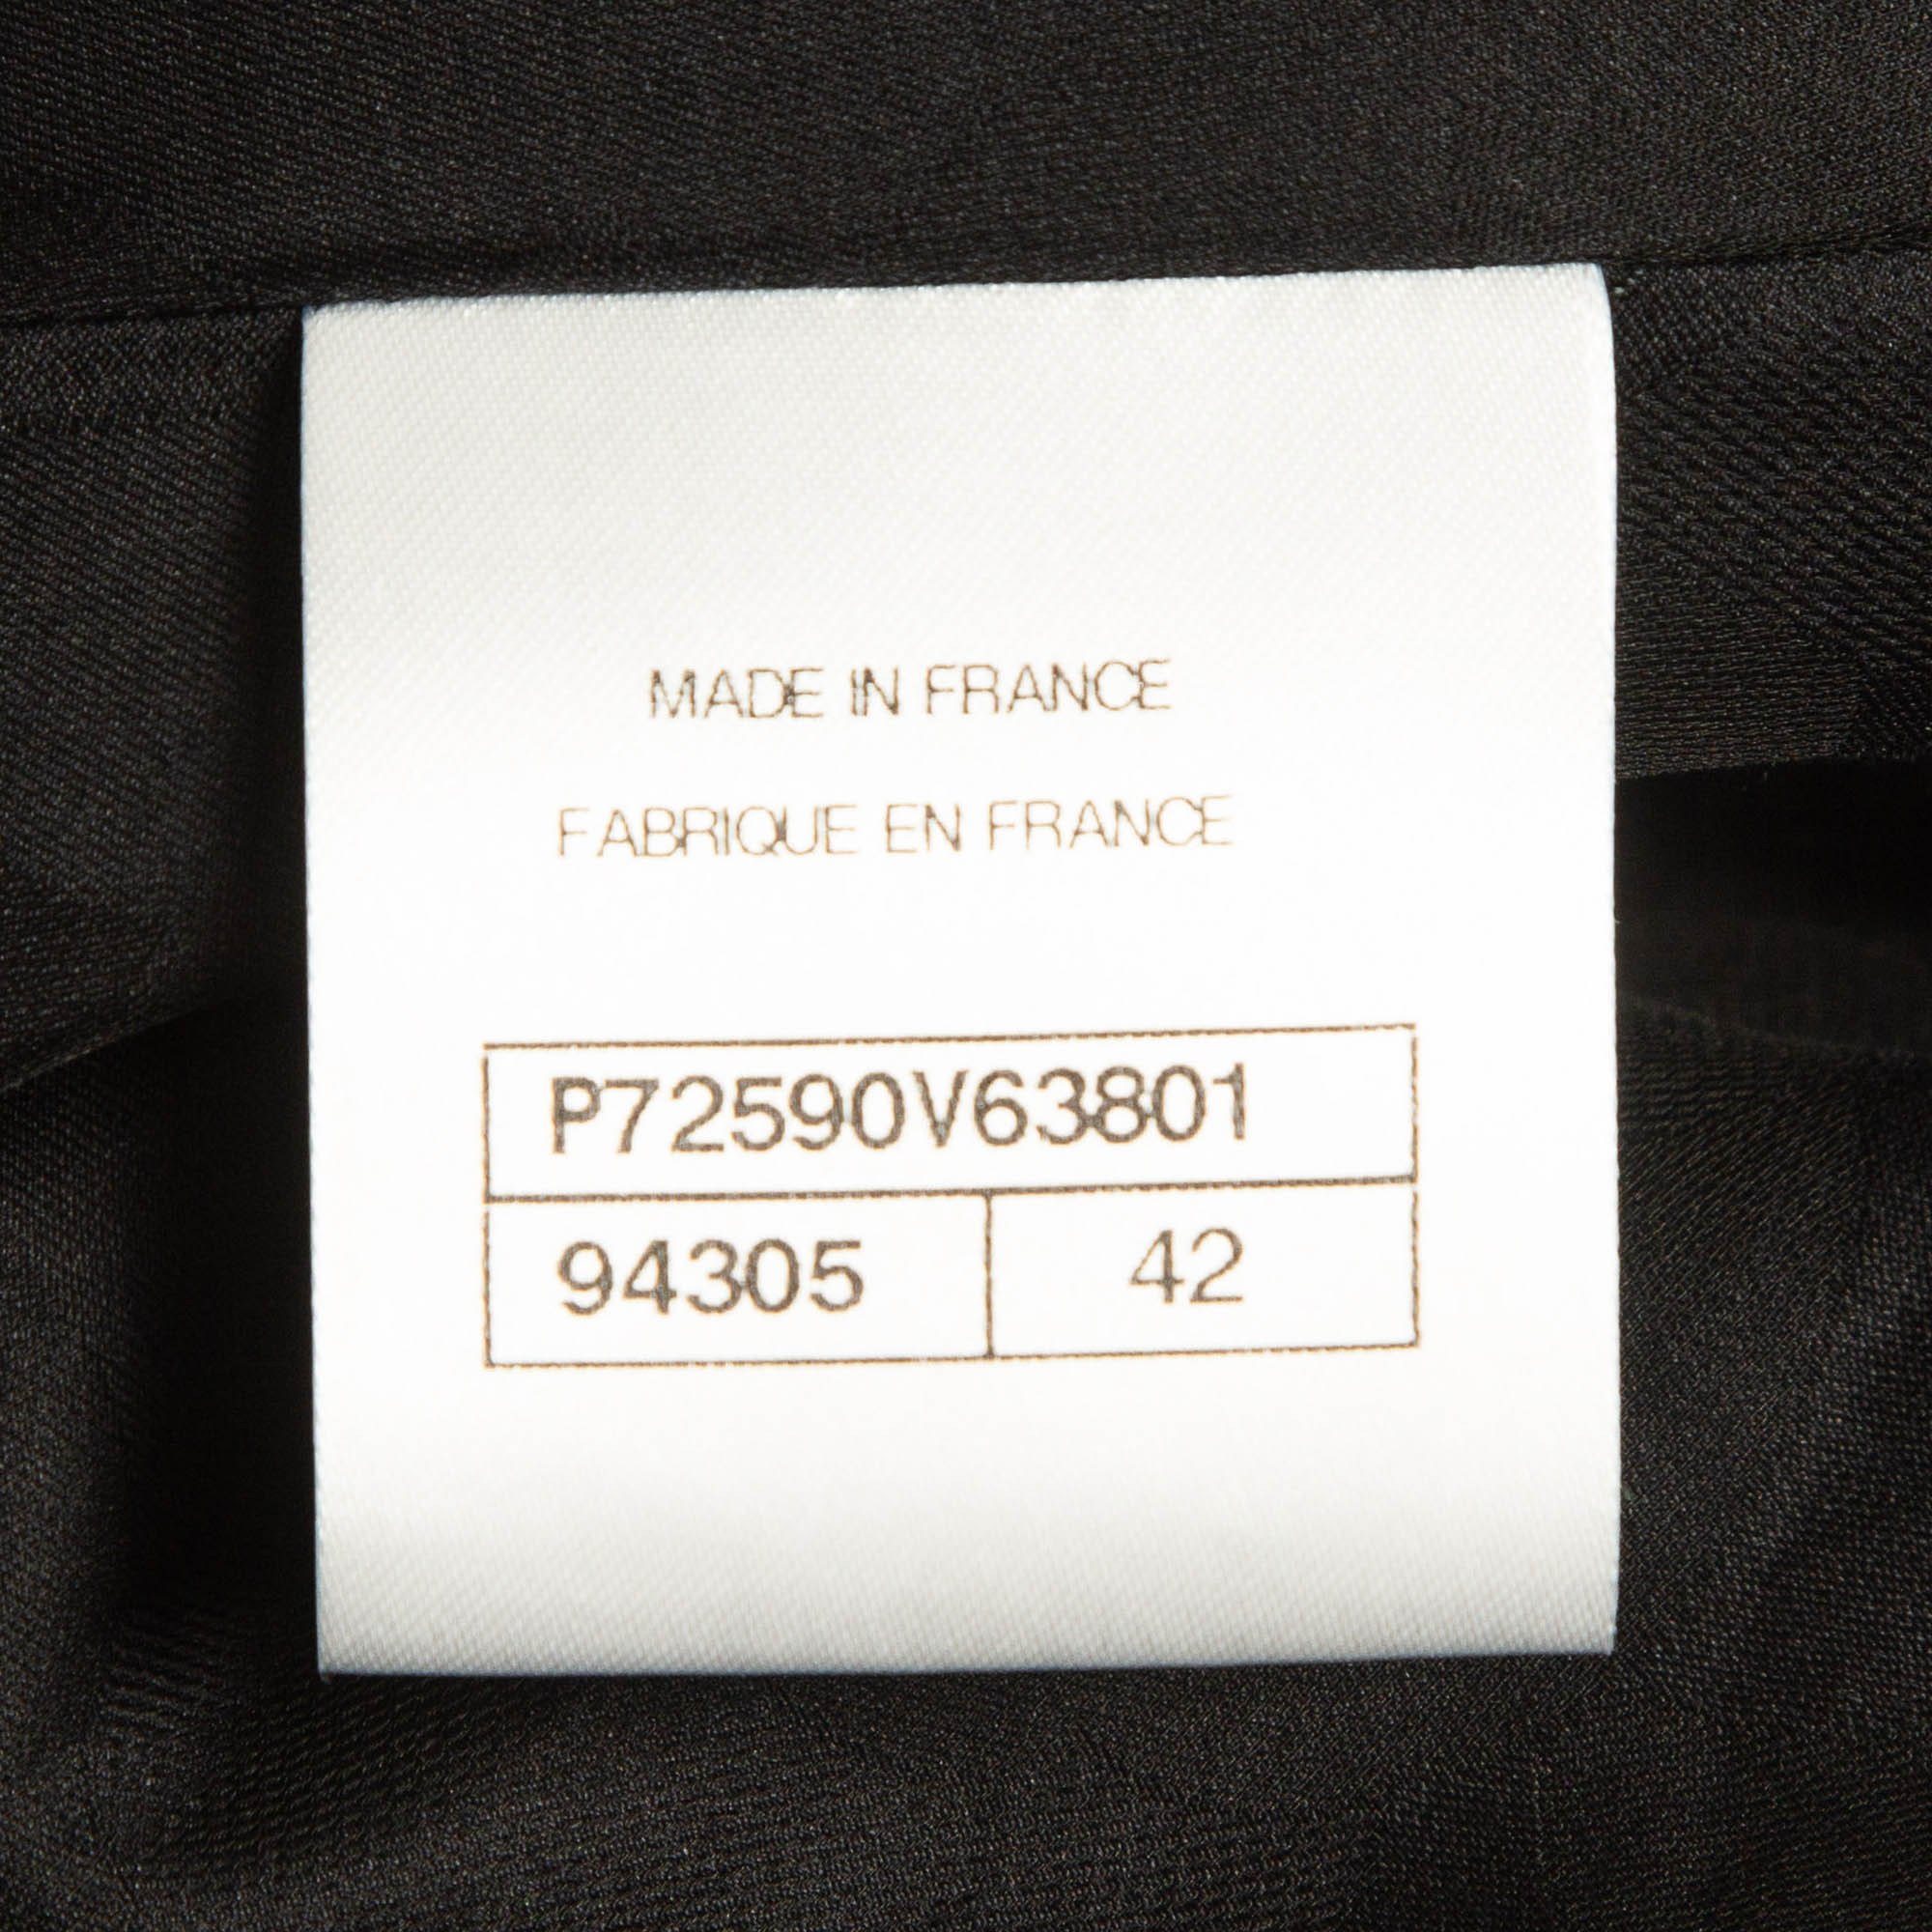 MADE IN FRANCE
FABRIQUE EN FRANCE
P72590V63801
94305 42